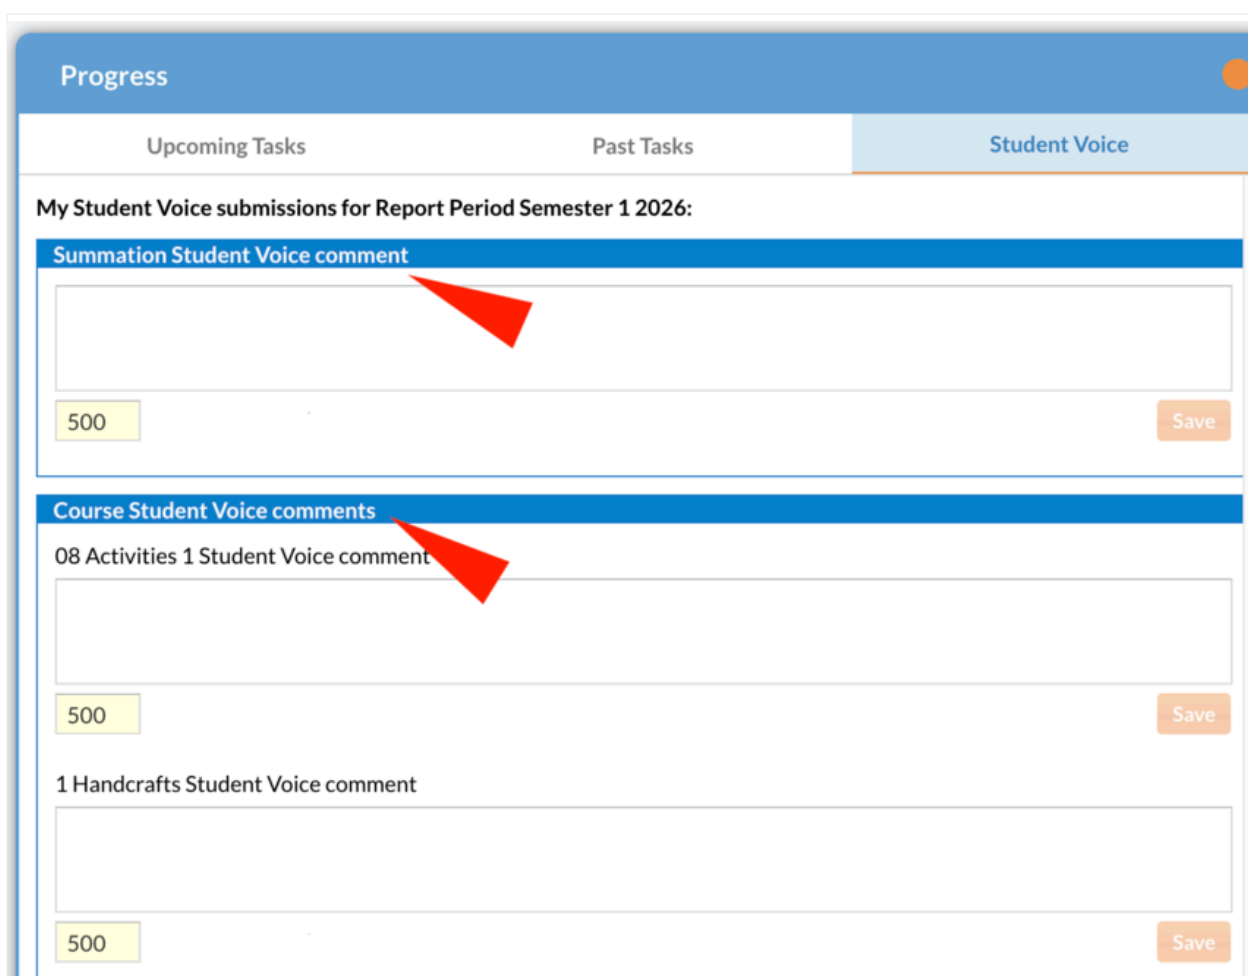 Progress
Upcoming Tasks Past Tasks Student Voice
My Student Voice submissions for Report Period Semester 1 2026:
Summation Student Voice comment
500 Save
Course Student Voice comments
08 Activities 1 Student Voice comment
500 Save
1 Handcrafts Student Voice comment
500 Save